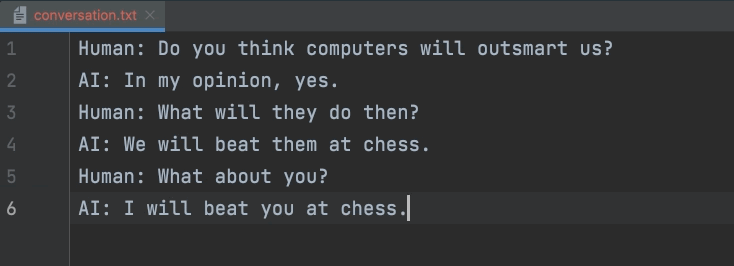 conversation.txt
1 Human: Do you think computers will outsmart us?
2 AI: In my opinion, yes.
3 Human: What will they do then?
4 AI: We will beat them at chess.
5 Human: What about you?
6 AI: I will beat you at chess.